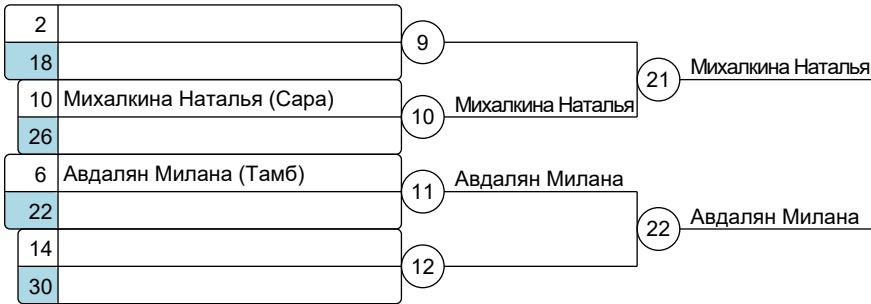 2
9
18
21 Михалкина Наталья
10 Михалкина Наталья (Сара)
10 Михалкина Наталья
26
6 Авдалян Милана (Тамб)
11 Авдалян Милана
22
22 Авдалян Милана
14
12
30